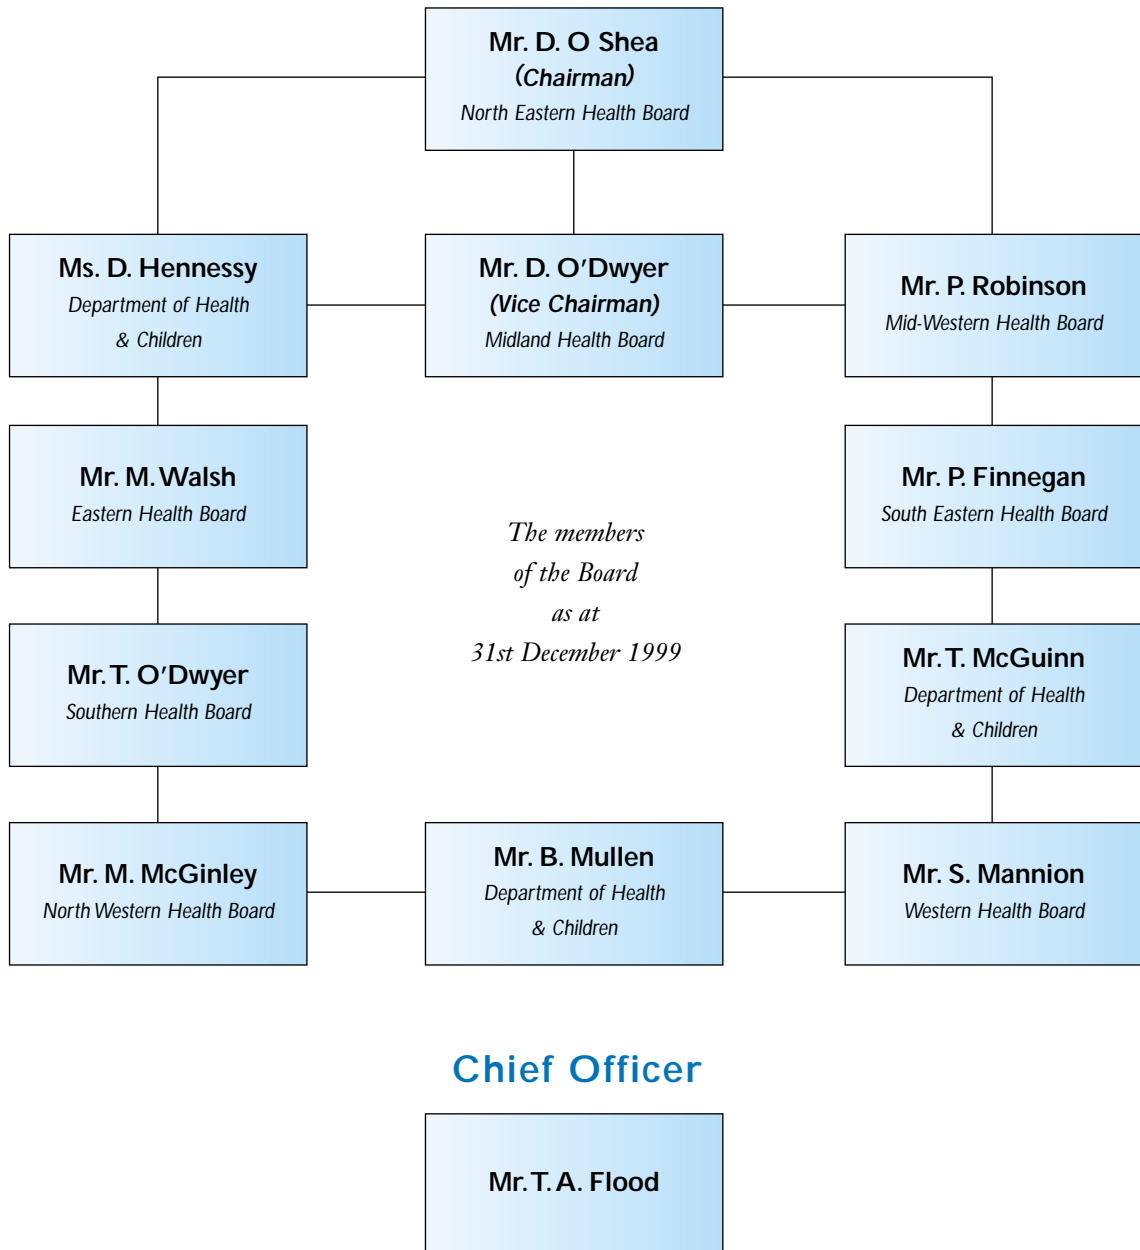 Mr. D. O Shea
(Chairman)
North Eastern Health Board
Ms. D. Hennessy
Department of Health
& Children
Mr. D. O'Dwyer
(Vice Chairman)
Midland Health Board
Mr. P. Robinson
Mid-Western Health Board
Mr. M. Walsh
Eastern Health Board
Mr. P. Finnegan
South Eastern Health Board
The members
of the Board
as at
31st December 1999
Mr. T. O'Dwyer
Southern Health Board
Mr. T. McGuinn
Department of Health
& Children
Mr. M. McGinley
North Western Health Board
Mr. B. Mullen
Department of Health
& Children
Mr. S. Mannion
Western Health Board
Chief Officer
Mr. T. A. Flood